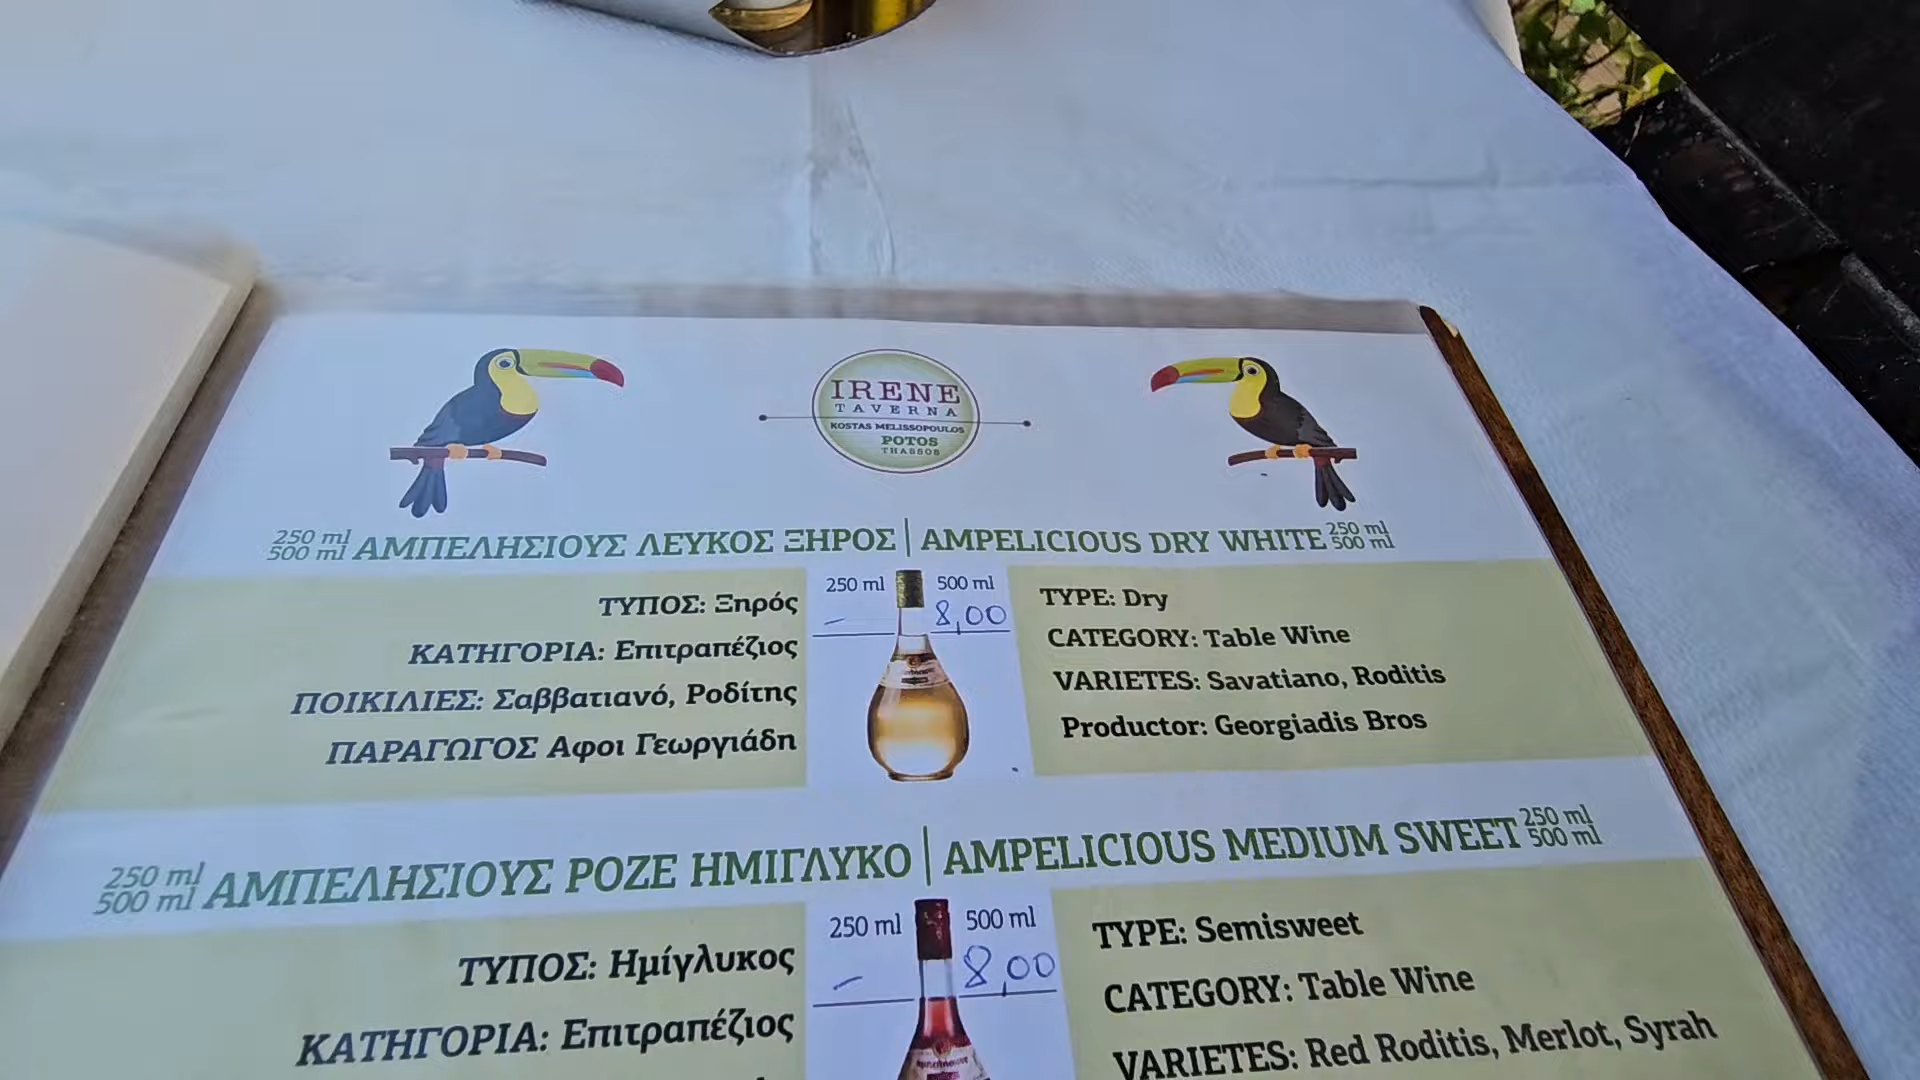 IRENE
TAVERNA
KOSTAS MELISSOPOULOS
POTOS
THASSOS
250 ml
500 ml ΑΜΠΕΛΗΣΙΟΥΣ ΛΕΥΚΟΣ ΞΗΡΟΣ | AMPELICIOUS DRY WHITE 250 ml
500 ml
ΤΥΠΟΣ: Ξηρός
ΚΑΤΗΓΟΡΙΑ: Επιτραπέζιος
ΠΟΙΚΙΛΙΕΣ: Σαββατιανό, Ροδίτης
ΠΑΡΑΓΩΓΟΣ Αφοι Γεωργιάδη
250 ml 500 ml
– 8,00
TYPE: Dry
CATEGORY: Table Wine
VARIETES: Savatiano, Roditis
Productor: Georgiadis Bros
250 ml
500 ml ΑΜΠΕΛΗΣΙΟΥΣ ΡΟΖΕ ΗΜΙΓΛΥΚΟ | AMPELICIOUS MEDIUM SWEET 250 ml
500 ml
ΤΥΠΟΣ: Ημίγλυκος
ΚΑΤΗΓΟΡΙΑ: Επιτραπέζιος
250 ml 500 ml
– 8,00
TYPE: Semisweet
CATEGORY: Table Wine
VARIETES: Red Roditis, Merlot, Syrah